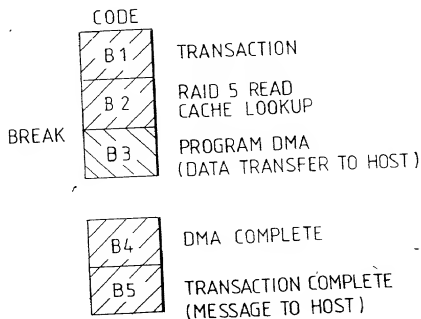 CODE
B1 TRANSACTION
B2 RAID 5 READ
CACHE LOOKUP
BREAK B3 PROGRAM DMA
(DATA TRANSFER TO HOST)
B4 DMA COMPLETE
B5 TRANSACTION COMPLETE
(MESSAGE TO HOST)